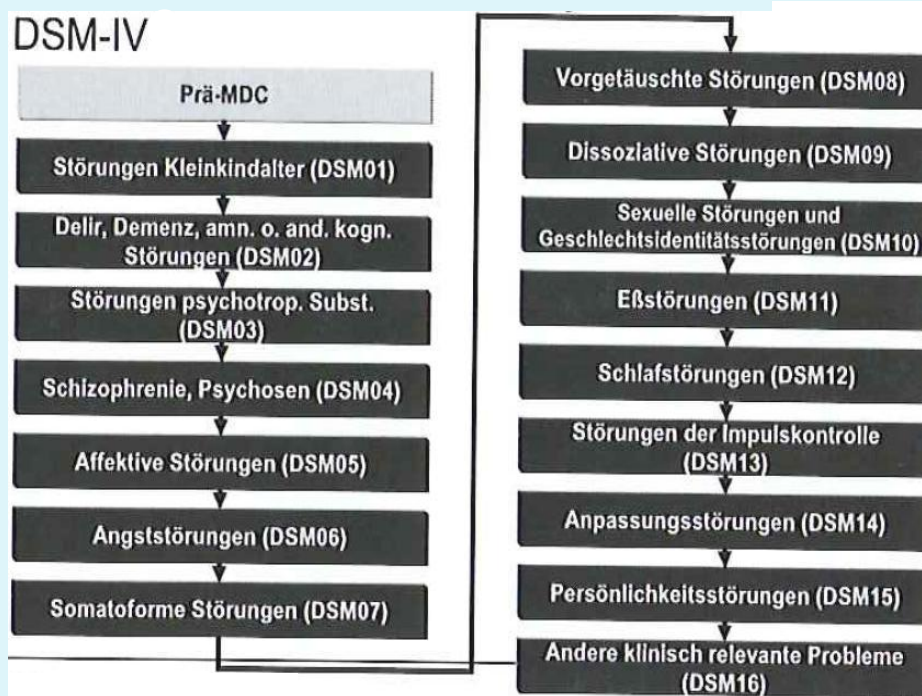 DSM-IV
Prä-MDC
Störungen Kleinkindalter (DSM01)
Delir, Demenz, amn. o. and. kogn.
Störungen (DSM02)
Störungen psychotrop. Subst.
(DSM03)
Schizophrenie, Psychosen (DSM04)
Affektive Störungen (DSM05)
Angststörungen (DSM06)
Somatoforme Störungen (DSM07)
Vorgetäuschte Störungen (DSM08)
Dissoziative Störungen (DSM09)
Sexuelle Störungen und
Geschlechtsidentitätsstörungen (DSM10)
Eßstörungen (DSM11)
Schlafstörungen (DSM12)
Störungen der Impulskontrolle
(DSM13)
Anpassungsstörungen (DSM14)
Persönlichkeitsstörungen (DSM15)
Andere klinisch relevante Probleme
(DSM16)